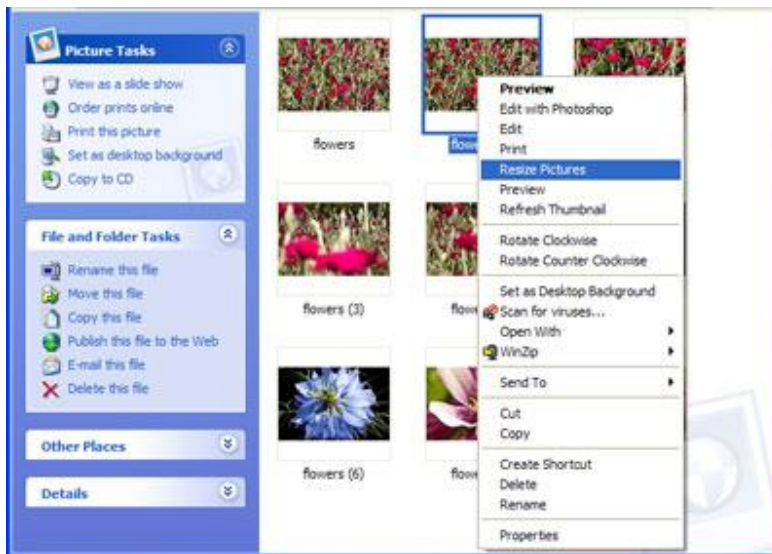 Picture Tasks
View as a slide show
Order prints online
Print this picture
Set as desktop background
Copy to CD
File and Folder Tasks
Rename this file
Move this file
Copy this file
Publish this file to the Web
E-mail this file
Delete this file
Other Places
Details
flowers
flow
flowers (3)
flow
flowers (6)
flow
Preview
Edit with Photoshop
Edit
Print
Resize Pictures
Preview
Refresh Thumbnail
Rotate Clockwise
Rotate Counter Clockwise
Set as Desktop Background
Scan for viruses...
Open With
WinZip
Send To
Cut
Copy
Create Shortcut
Delete
Rename
Properties